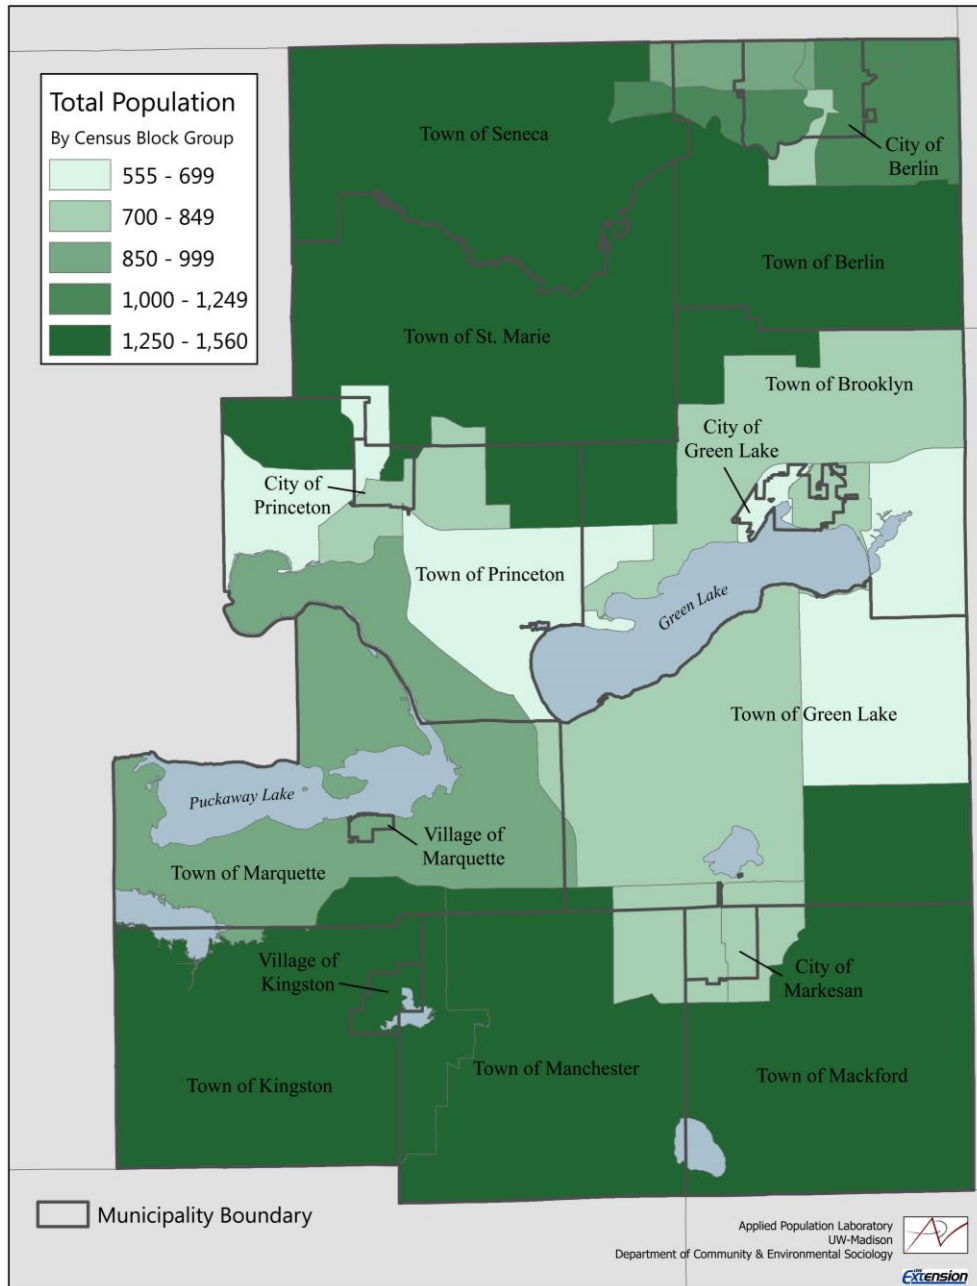 Total Population
By Census Block Group
555 - 699
700 - 849
850 - 999
1,000 - 1,249
1,250 - 1,560
Town of Seneca
City of
Berlin
Town of Berlin
Town of St. Marie
Town of Brooklyn
City of
Green Lake
City of
Princeton
Town of Princeton
Green Lake
Town of Green Lake
Puckaway Lake
Village of
Marquette
Town of Marquette
Village of
Kingston
City of
Markesan
Town of Kingston
Town of Manchester
Town of Mackford
Municipality Boundary
Applied Population Laboratory
UW-Madison
Department of Community & Environmental Sociology
UW
Extension